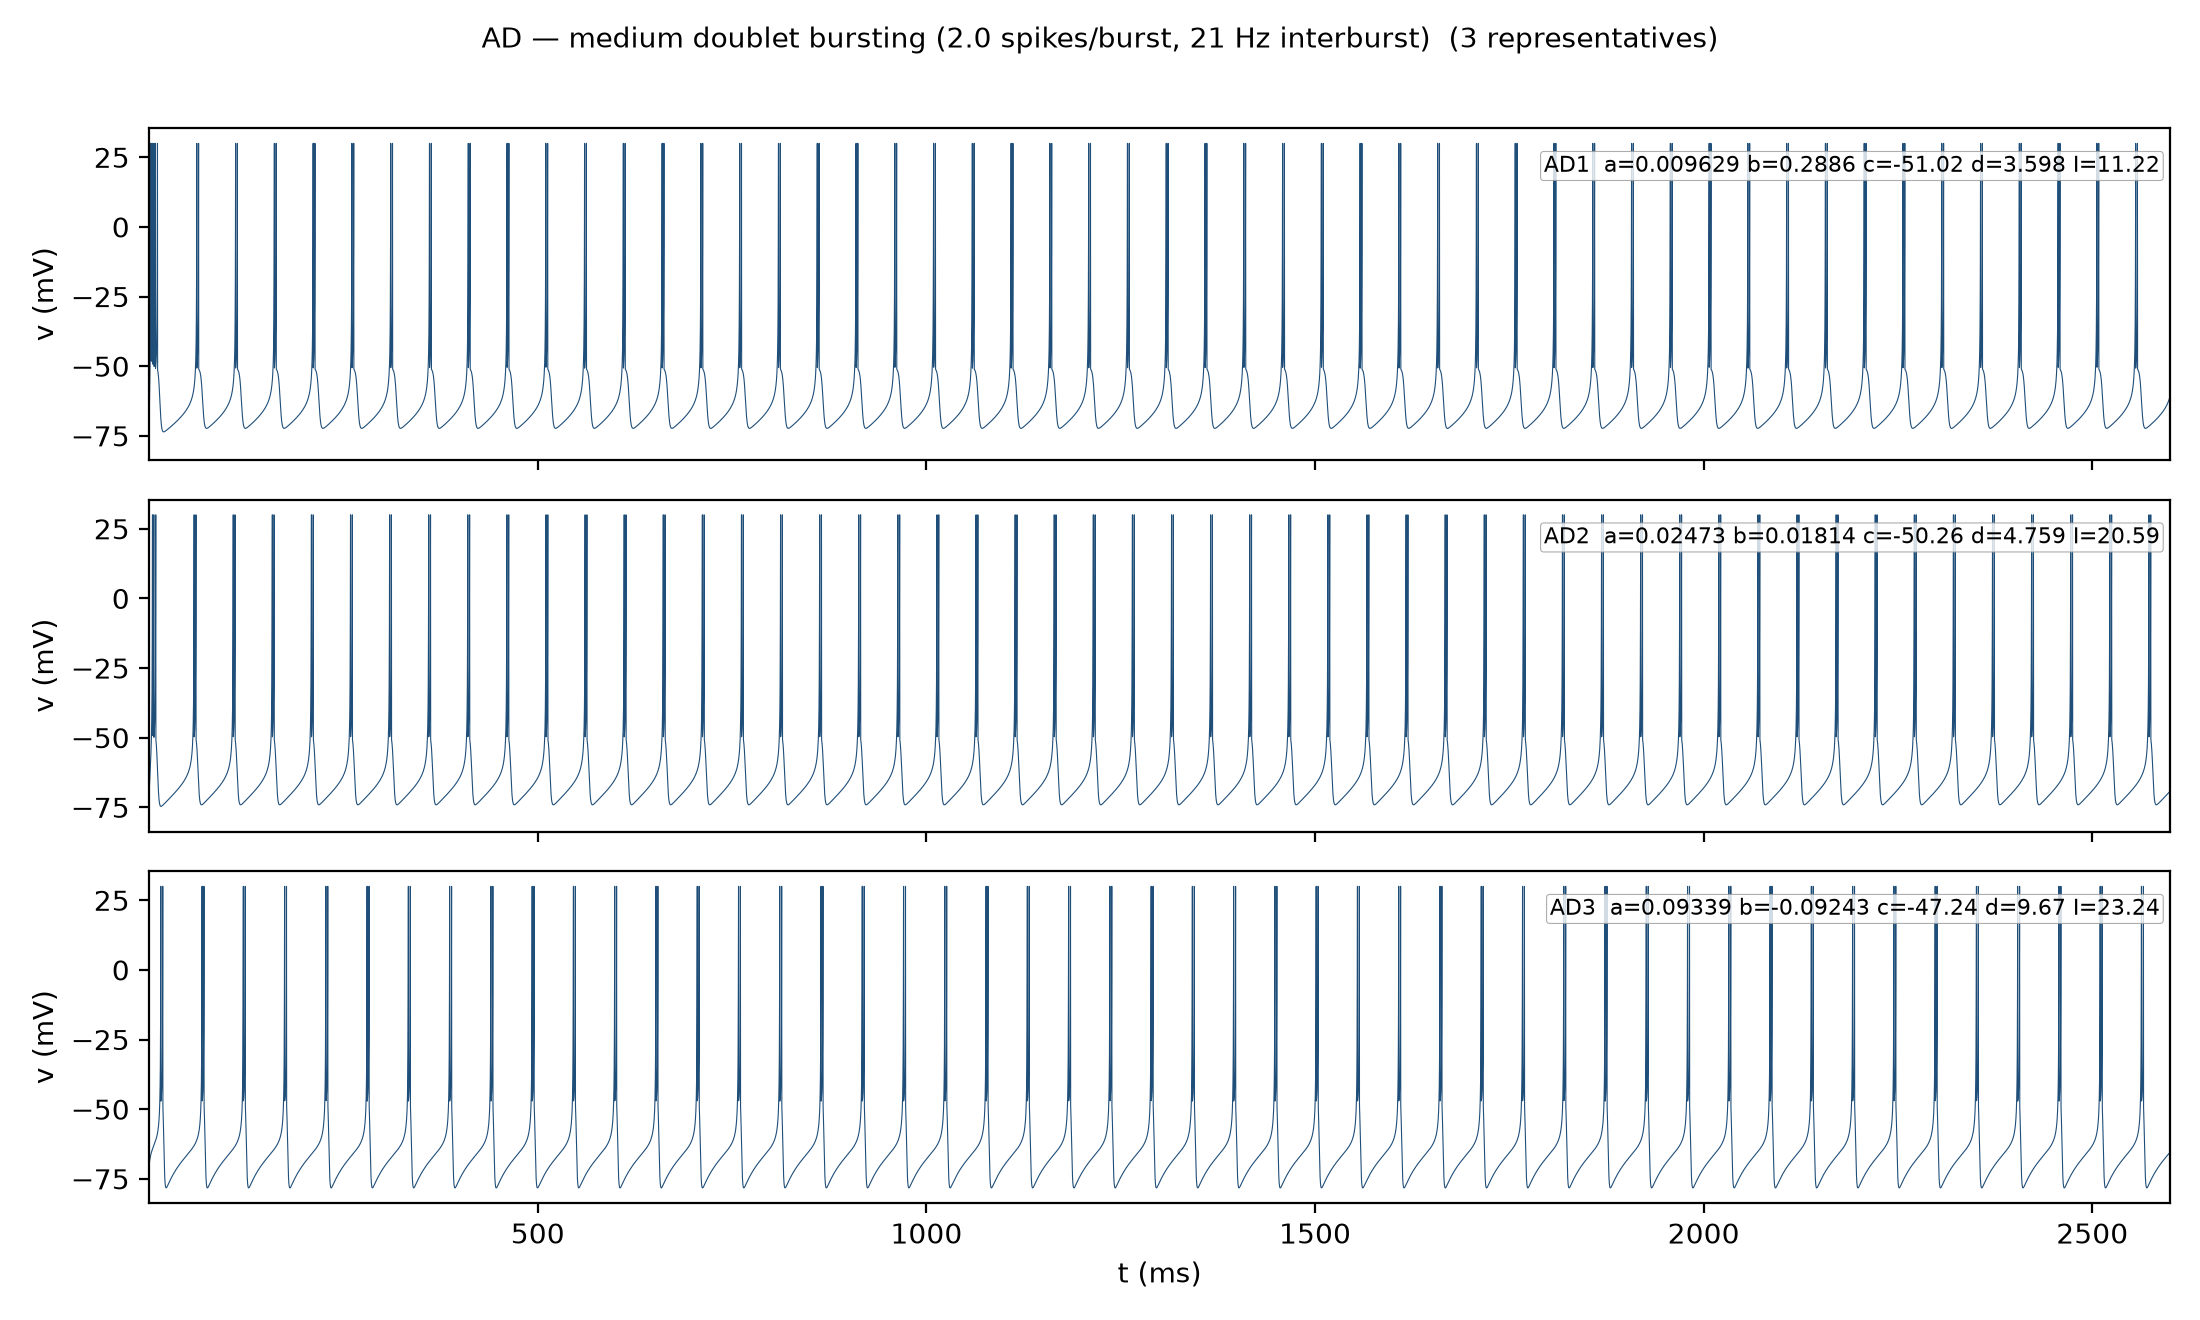 AD — medium doublet bursting (2.0 spikes/burst, 21 Hz interburst)  (3 representatives)
v (mV)
25
0
−25
−50
−75
AD1  a=0.009629 b=0.2886 c=-51.02 d=3.598 I=11.22
v (mV)
25
0
−25
−50
−75
AD2  a=0.02473 b=0.01814 c=-50.26 d=4.759 I=20.59
v (mV)
25
0
−25
−50
−75
AD3  a=0.09339 b=-0.09243 c=-47.24 d=9.67 I=23.24
500 1000 1500 2000 2500
t (ms)